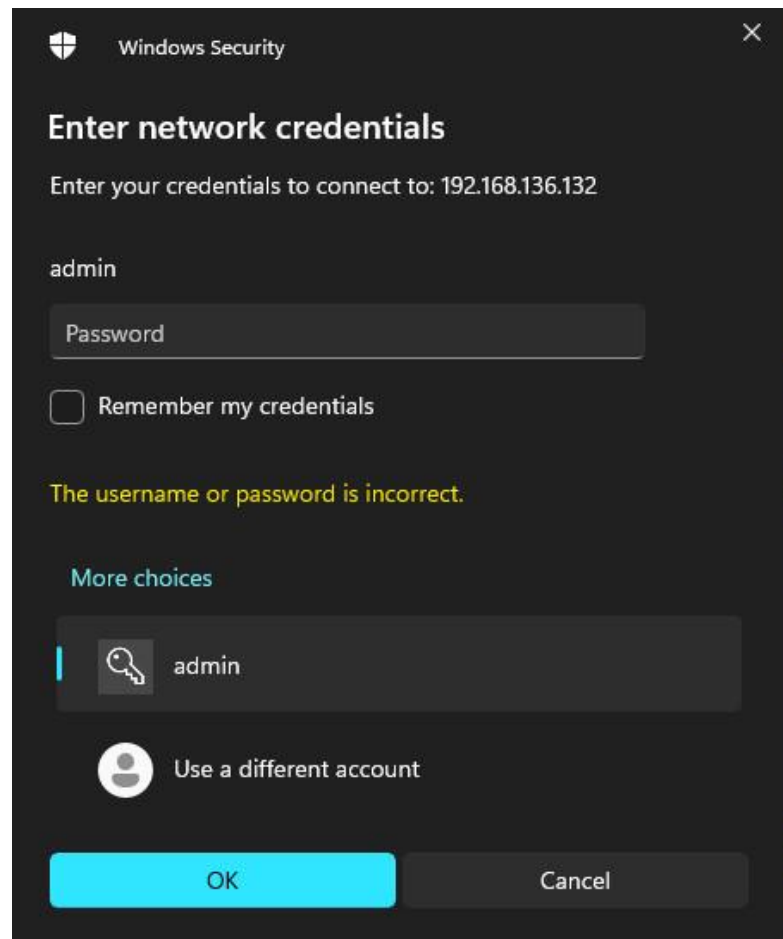 Windows Security
Enter network credentials
Enter your credentials to connect to: 192.168.136.132
admin
Password
Remember my credentials
The username or password is incorrect.
More choices
admin
Use a different account
OK
Cancel